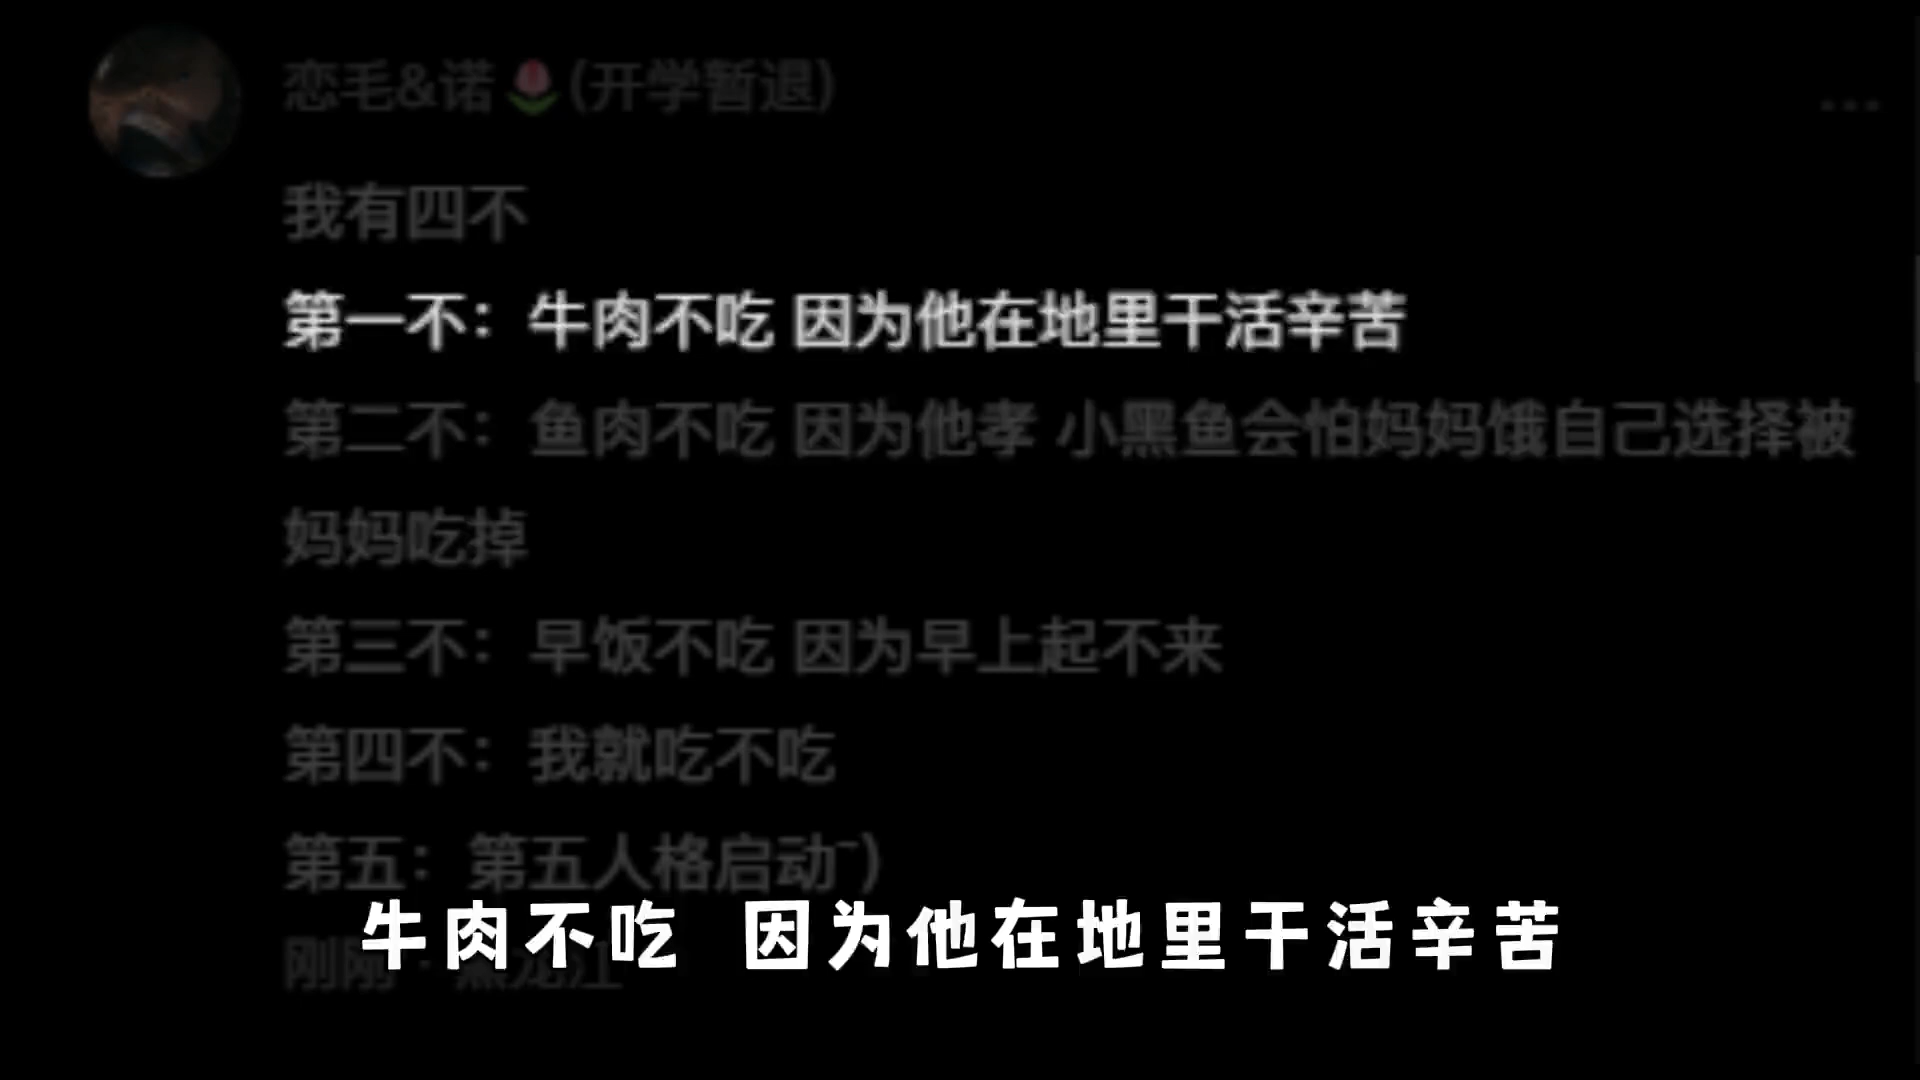 恋毛&诺🌷(开学暂退)
我有四不
第一不：牛肉不吃 因为他在地里干活辛苦
第二不：鱼肉不吃 因为他孝 小黑鱼会怕妈妈饿自己选择被
妈妈吃掉
第三不：早饭不吃 因为早上起不来
第四不：我就吃不吃
第五：第五人格启动‾)
牛肉不吃 因为他在地里干活辛苦
刚刚 · 黑龙江